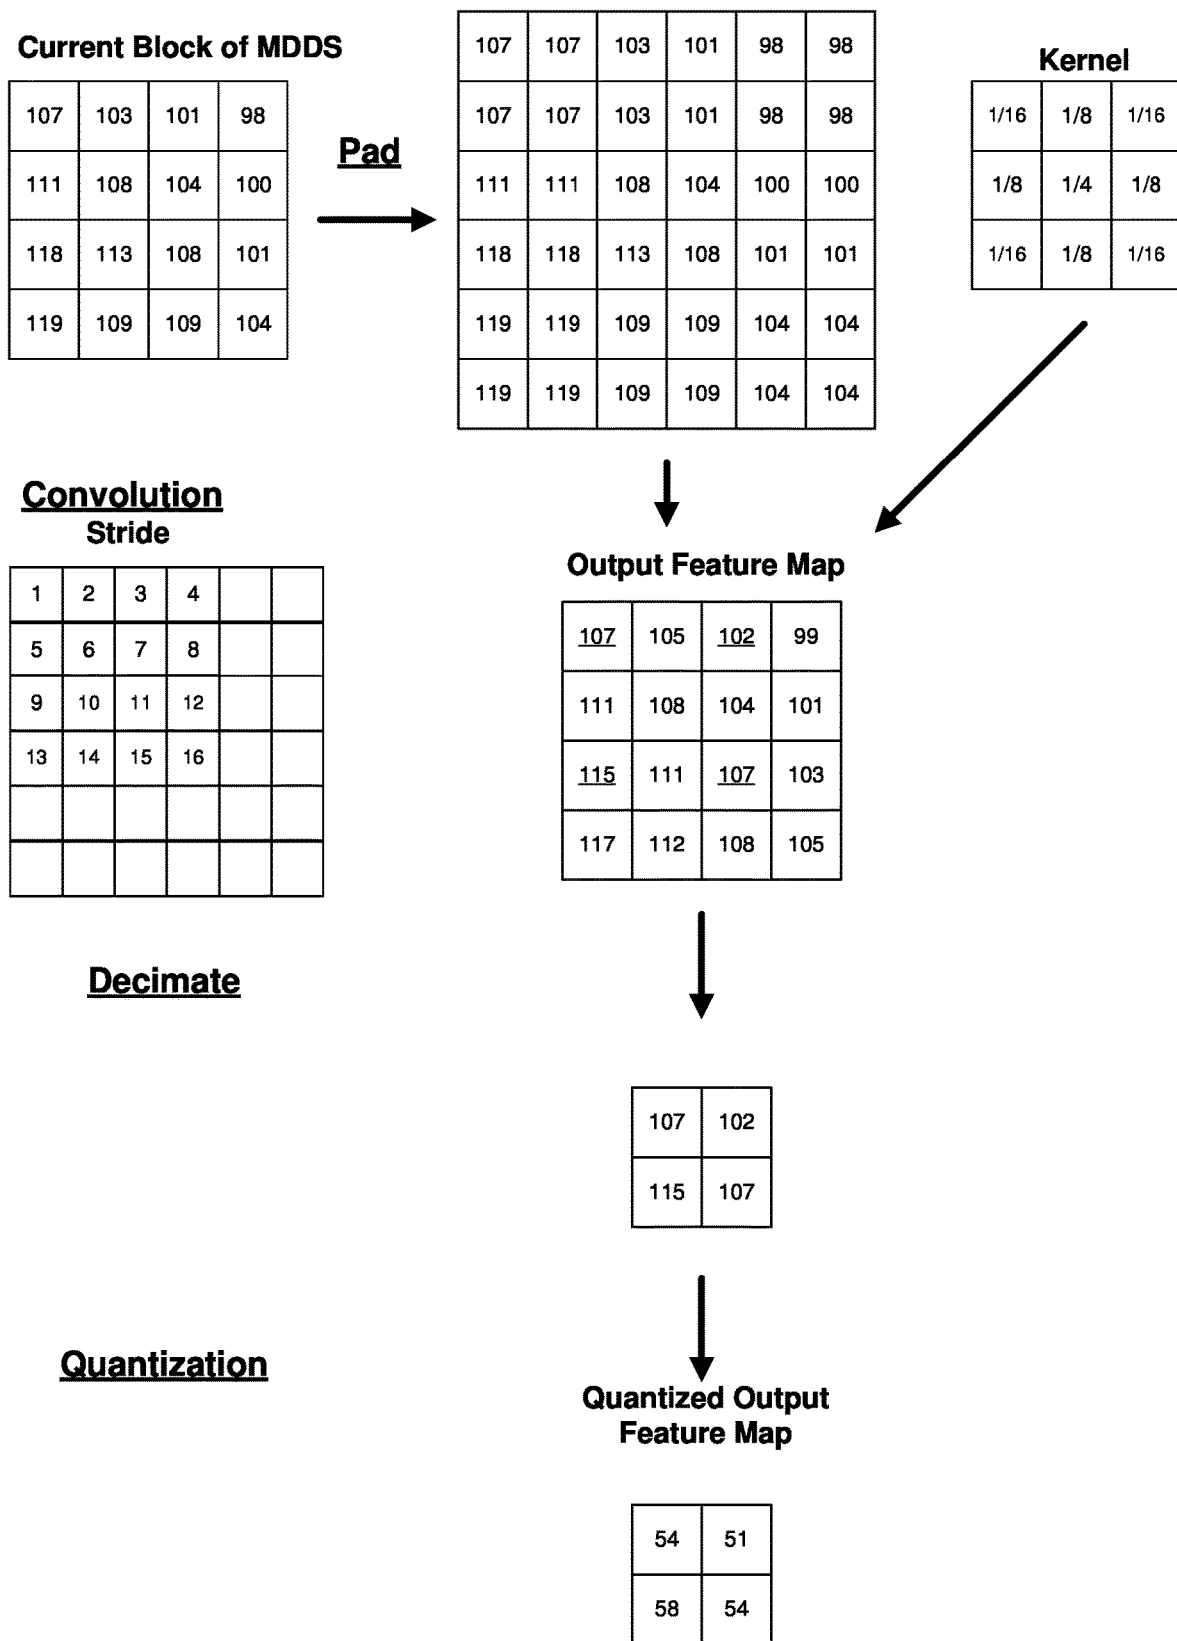 Current Block of MDDS
107 103 101 98
111 108 104 100
118 113 108 101
119 109 109 104
Pad
107 107 103 101 98 98
107 107 103 101 98 98
111 111 108 104 100 100
118 118 113 108 101 101
119 119 109 109 104 104
119 119 109 109 104 104
Kernel
1/16 1/8 1/16
1/8 1/4 1/8
1/16 1/8 1/16
Convolution
Stride
1 2 3 4
5 6 7 8
9 10 11 12
13 14 15 16
Output Feature Map
107 105 102 99
111 108 104 101
115 111 107 103
117 112 108 105
Decimate
107 102
115 107
Quantization
Quantized Output
Feature Map
54 51
58 54